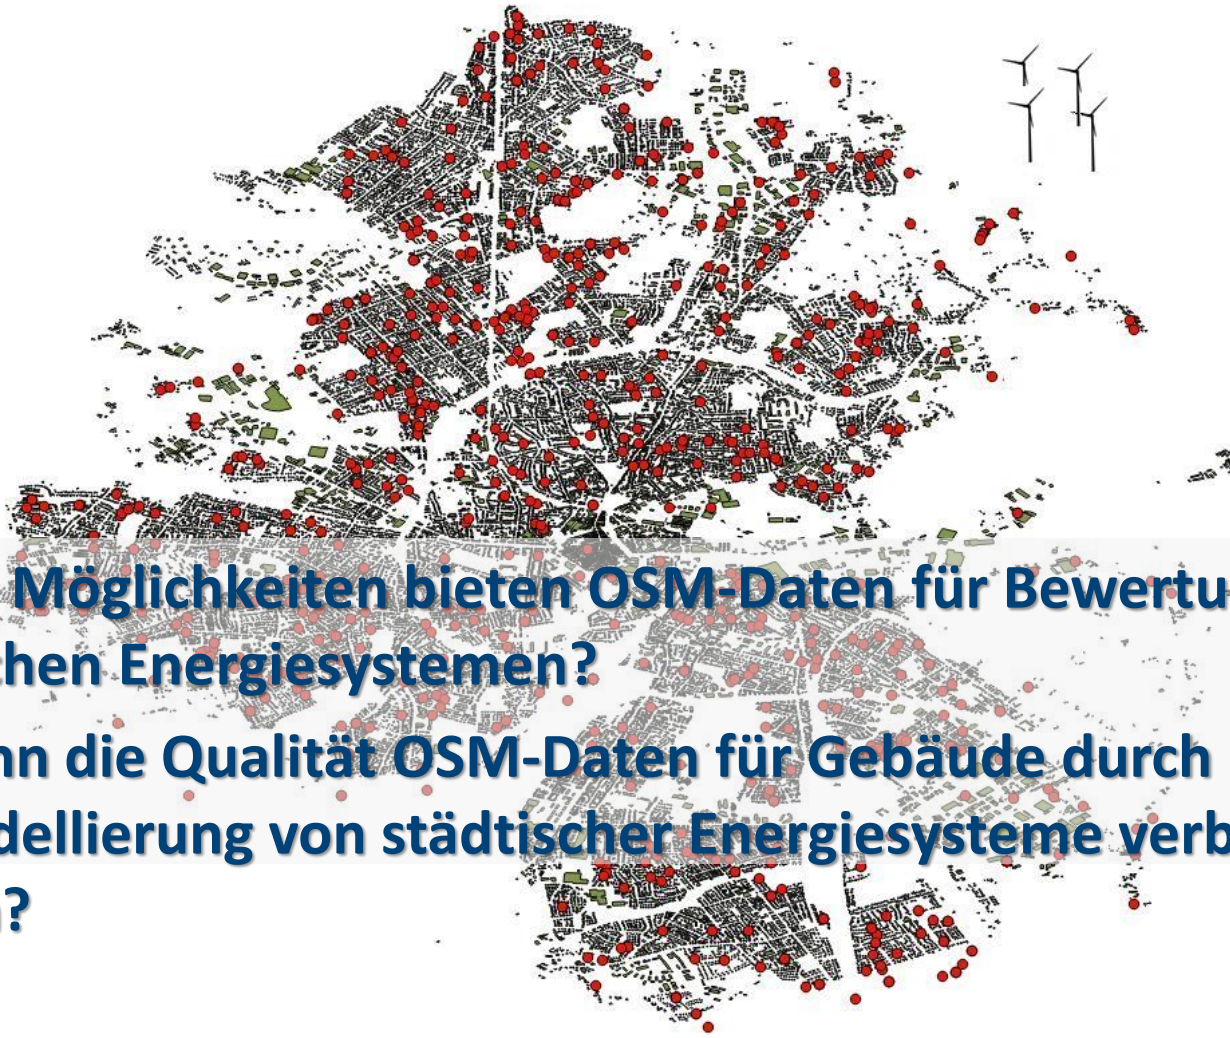 Möglichkeiten bieten OSM-Daten für Bewertu
chen Energiesystemen?
nn die Qualität OSM-Daten für Gebäude durch
dellierung von städtischer Energiesysteme verb
?